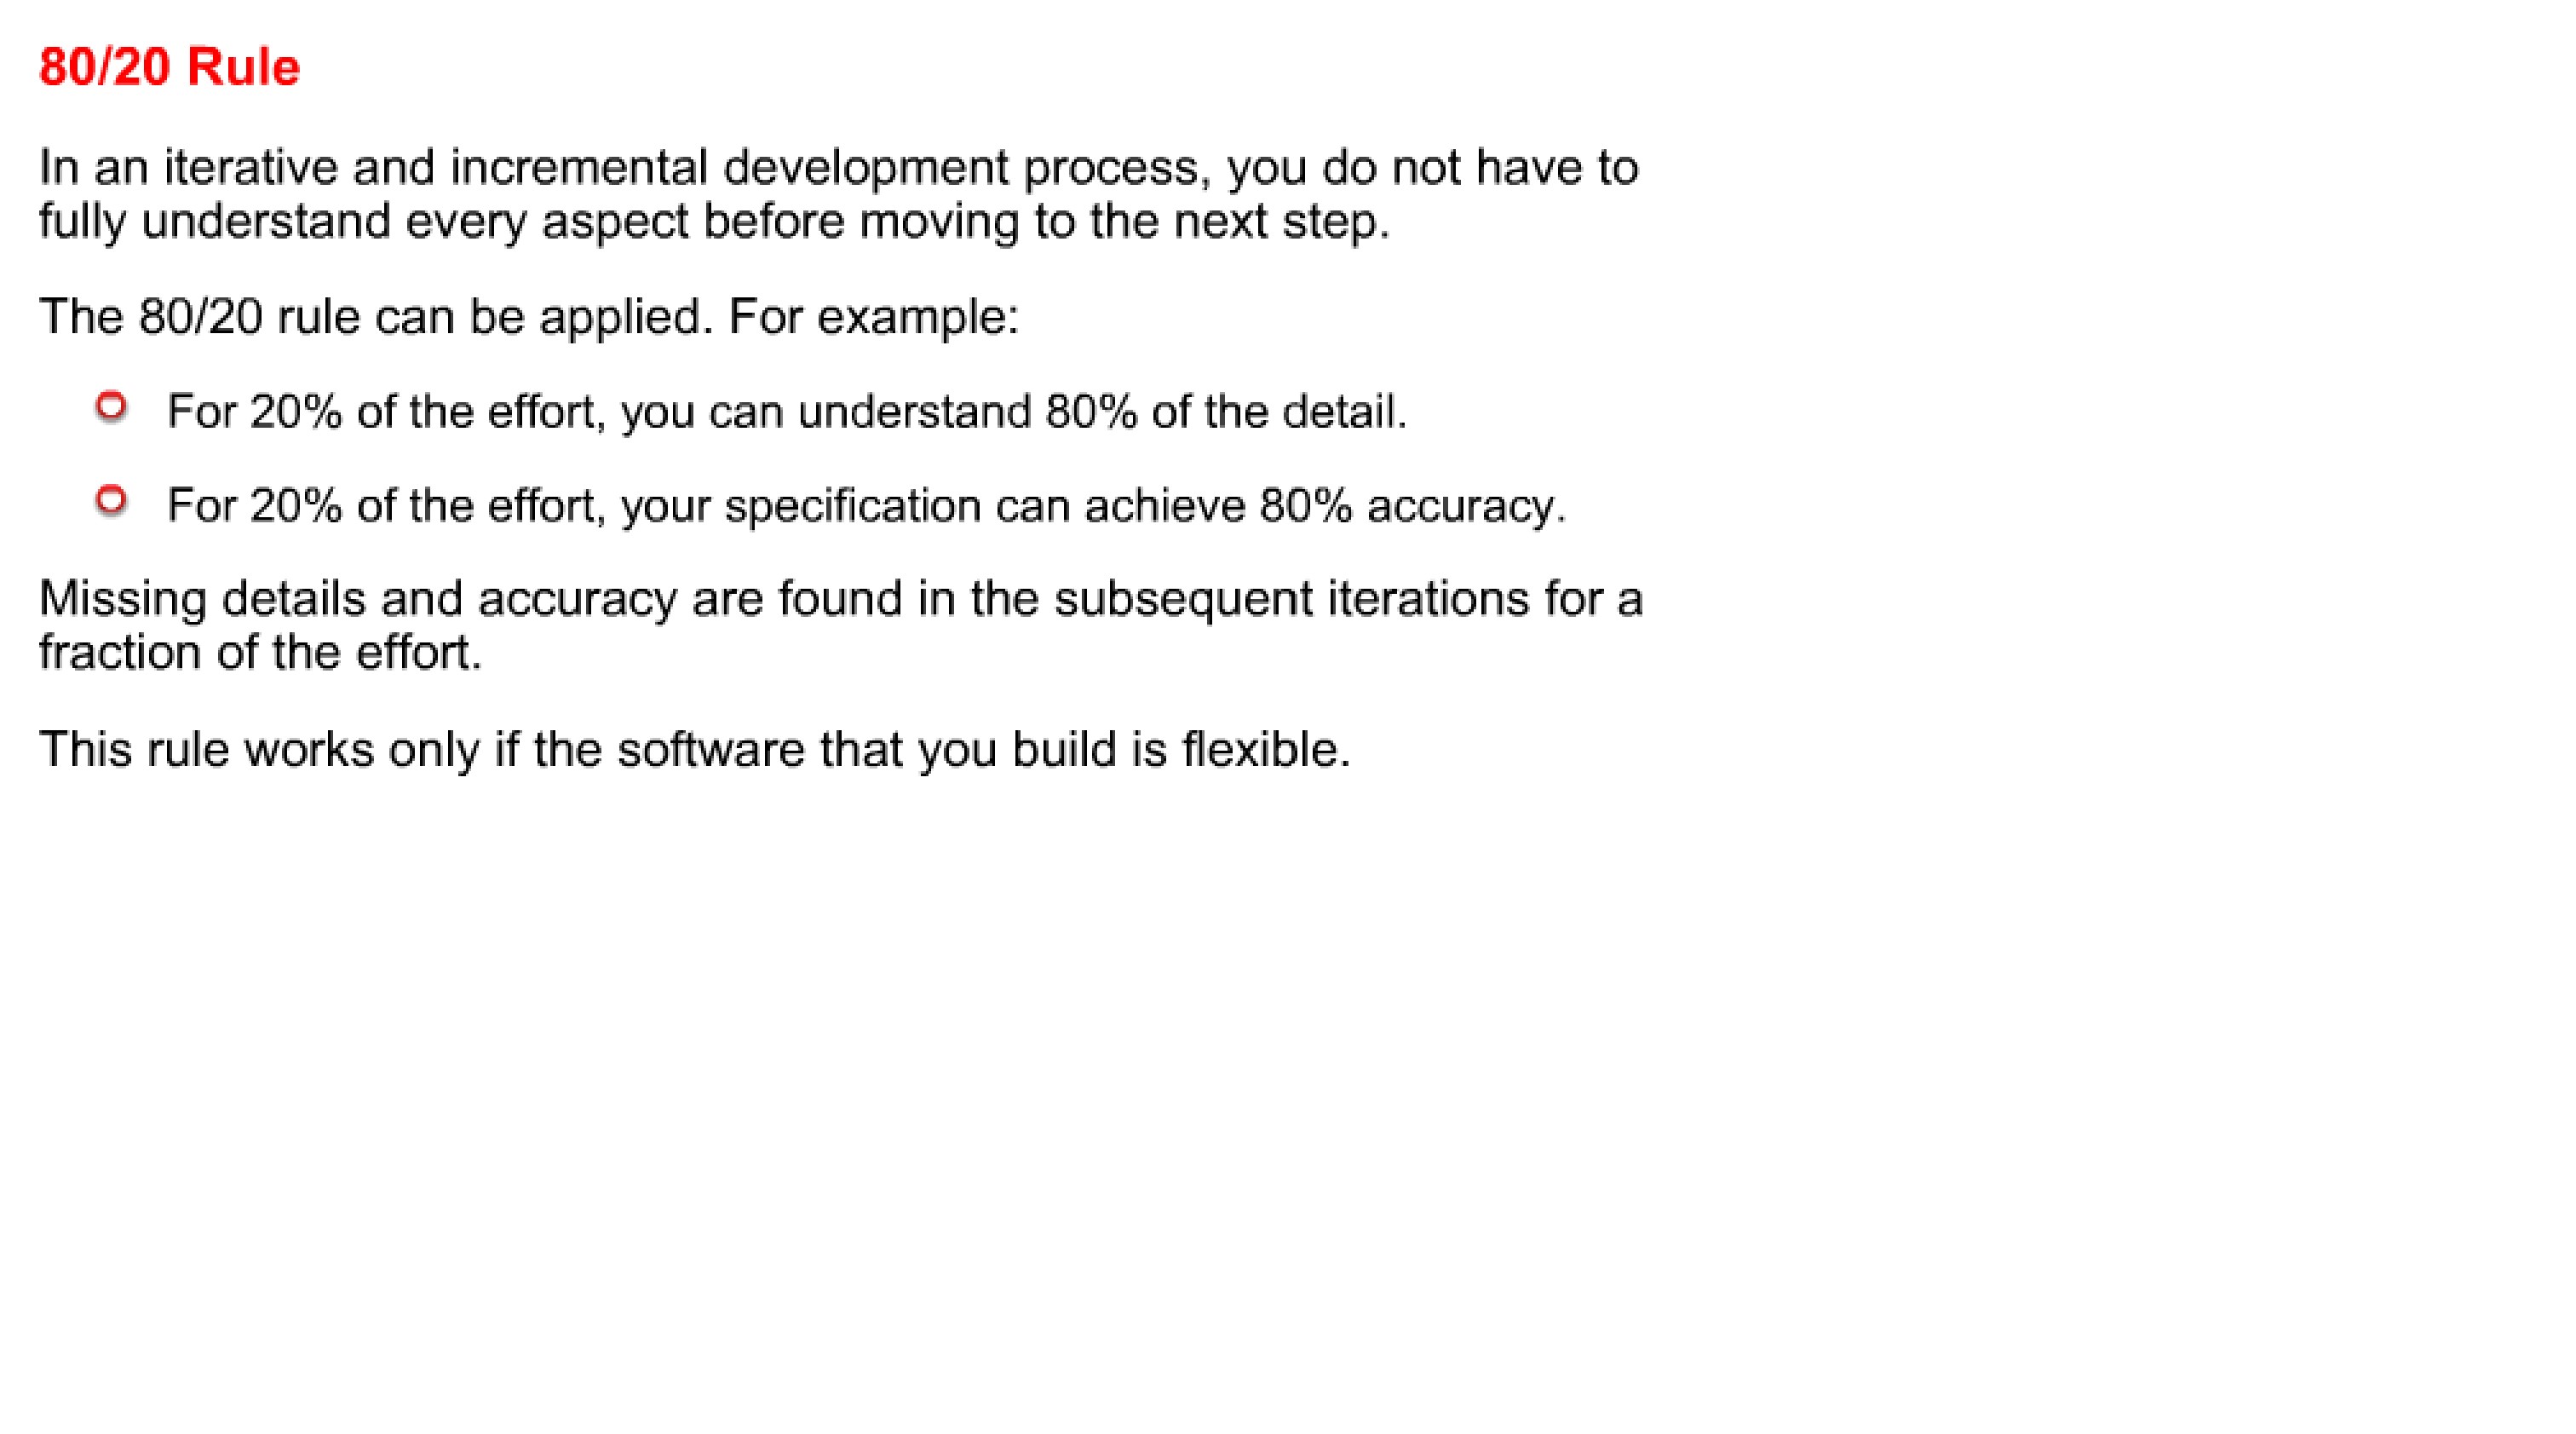 80/20 Rule
In an iterative and incremental development process, you do not have to
fully understand every aspect before moving to the next step.
The 80/20 rule can be applied. For example:
For 20% of the effort, you can understand 80% of the detail.
For 20% of the effort, your specification can achieve 80% accuracy.
Missing details and accuracy are found in the subsequent iterations for a
fraction of the effort.
This rule works only if the software that you build is flexible.